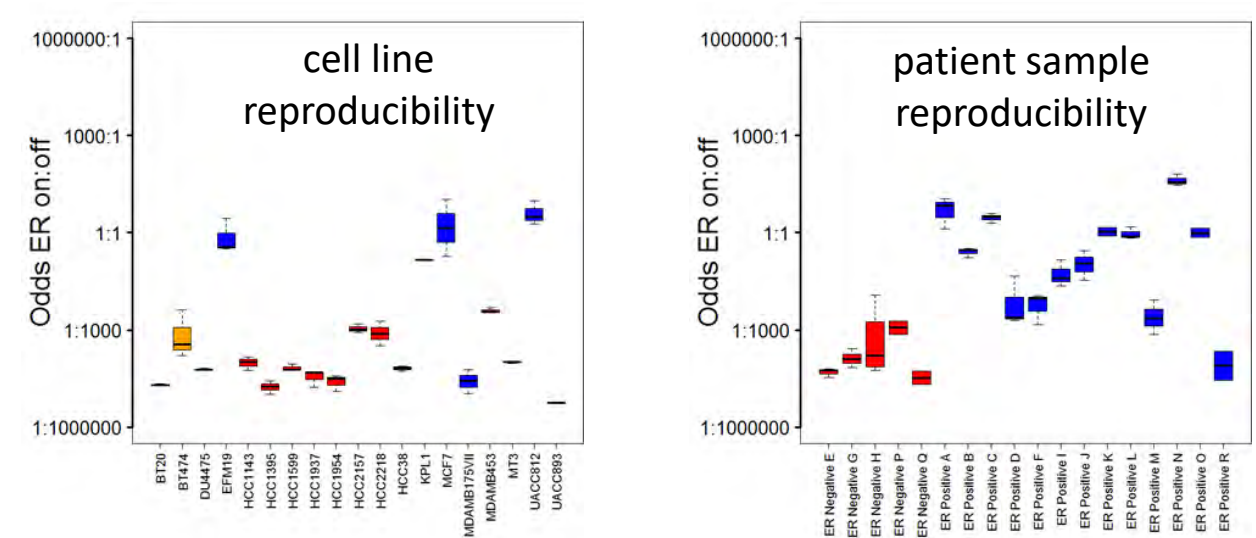 cell line
reproducibility
Odds ER on:off
1000000:1
1000:1
1:1
1:1000
1:1000000
BT20
BT474
DU4475
EFM19
HCC1143
HCC1395
HCC1599
HCC1937
HCC1954
HCC2157
HCC2218
HCC38
KPL1
MCF7
MDAMB175VII
MDAMB453
MT3
UACC812
UACC893
patient sample
reproducibility
Odds ER on:off
1000000:1
1000:1
1:1
1:1000
1:1000000
ER Negative E
ER Negative G
ER Negative H
ER Negative P
ER Negative Q
ER Positive A
ER Positive B
ER Positive C
ER Positive D
ER Positive F
ER Positive I
ER Positive J
ER Positive K
ER Positive L
ER Positive M
ER Positive N
ER Positive O
ER Positive R